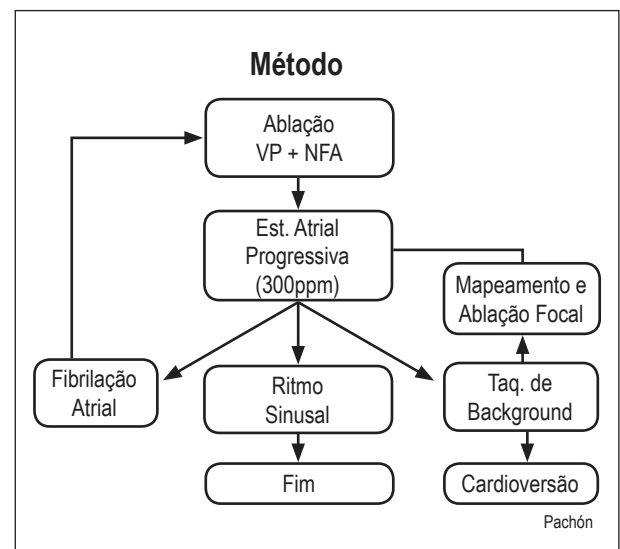 Método
Ablação
VP + NFA
Est. Atrial
Progressiva
(300ppm)
Mapeamento e
Ablação Focal
Fibrilação
Atrial
Ritmo
Sinusal
Taq. de
Background
Fim
Cardioversão
Pachón